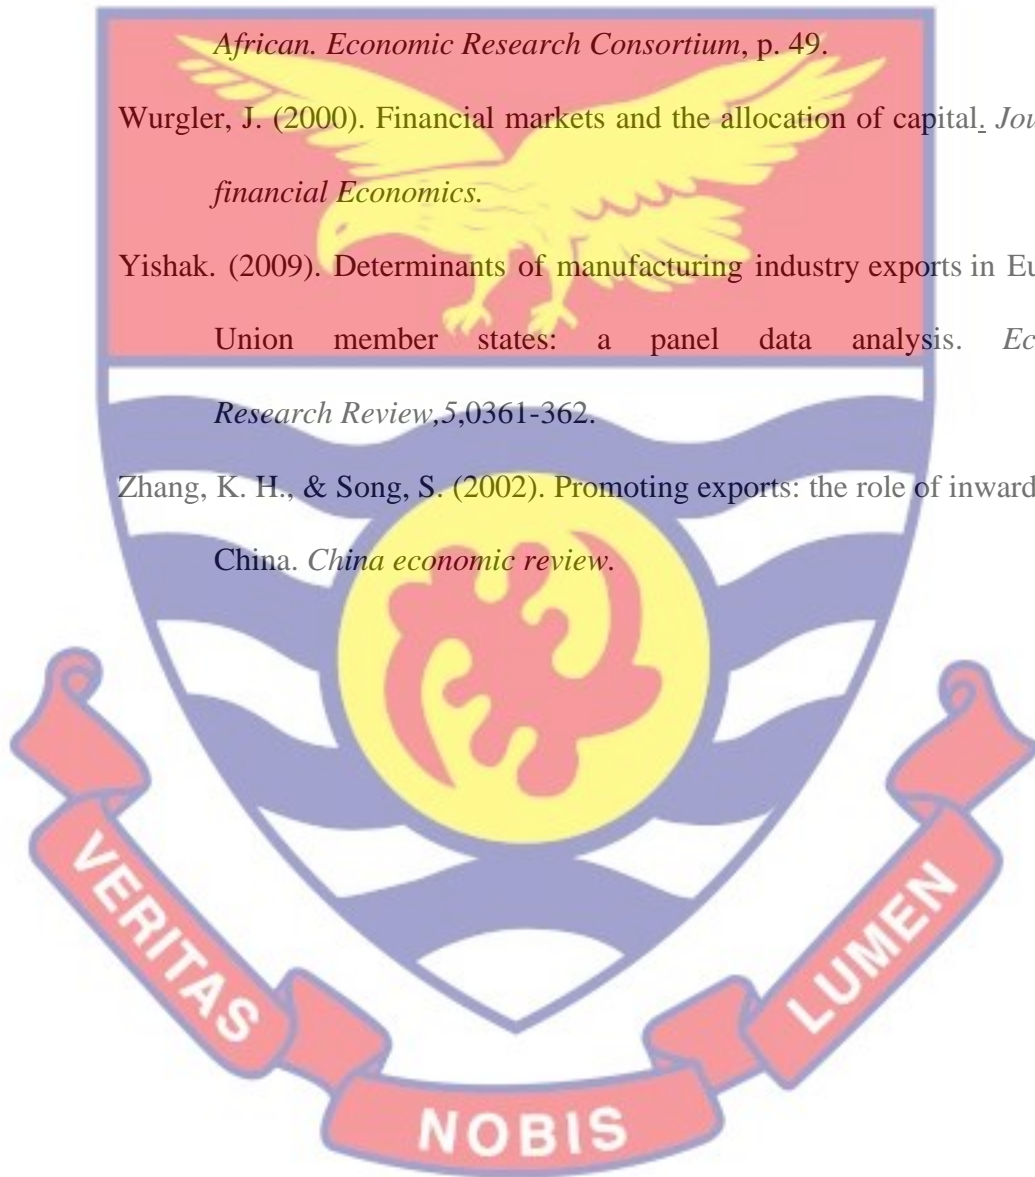 African. Economic Research Consortium, p. 49.
Wurgler, J. (2000). Financial markets and the allocation of capital. Jou
financial Economics.
Yishak. (2009). Determinants of manufacturing industry exports in Eu
Union member states: a panel data analysis. Ec
Research Review,5,0361-362.
Zhang, K. H., & Song, S. (2002). Promoting exports: the role of inward
China. China economic review.
VERITAS
NOBIS
LUMEN